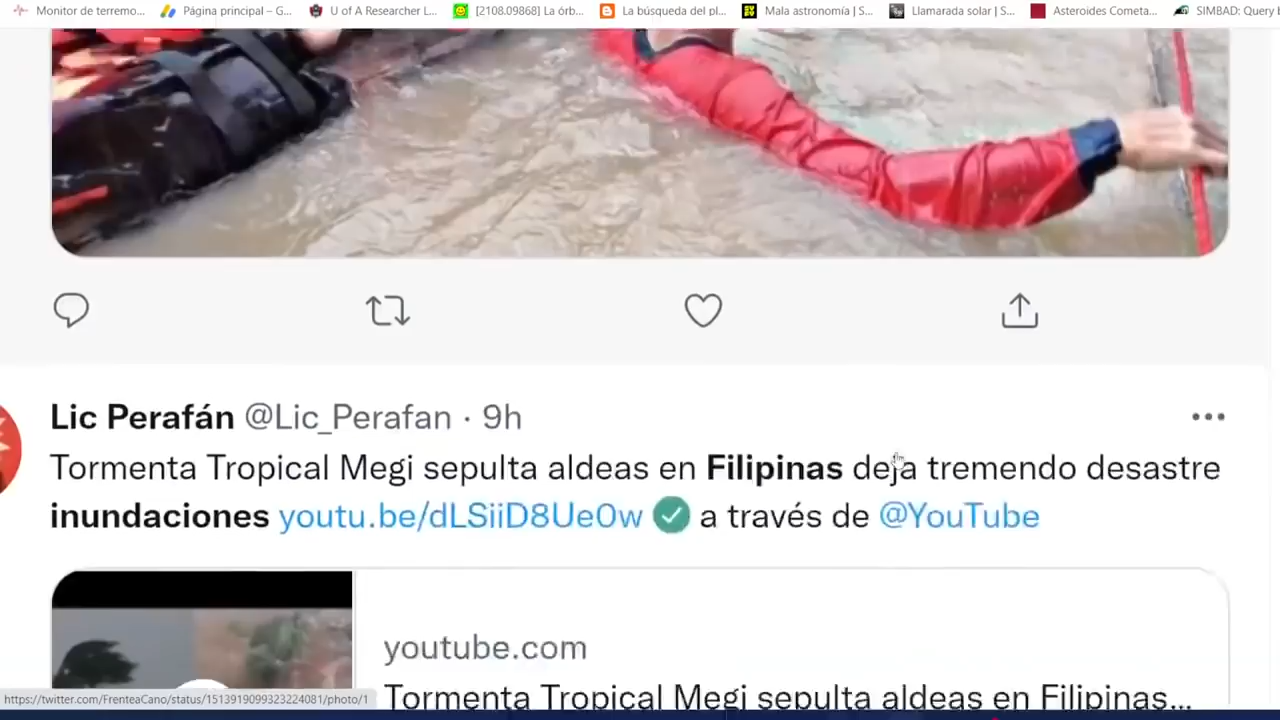 Monitor de terremo... Página principal – G... U of A Researcher L... [2108.09868] La órb... La búsqueda del pl... Mala astronomía | S... Llamarada solar | S... Asteroides Cometa... SIMBAD: Query
Lic Perafán @Lic_Perafan · 9h
Tormenta Tropical Megi sepulta aldeas en Filipinas deja tremendo desastre
inundaciones youtu.be/dLSiiD8Ue0w a través de @YouTube
youtube.com
Tormenta Tropical Megi sepulta aldeas en Filipinas...
https://twitter.com/FrenteaCano/status/1513919099323224081/photo/1